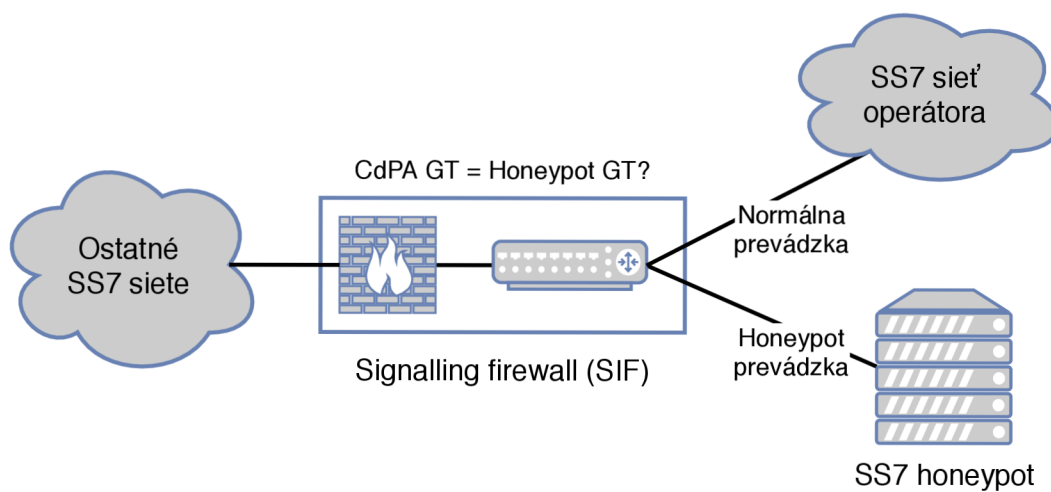 SS7 sieť
operátora
CdPA GT = Honeypot GT?
Ostatné
SS7 siete
Normálna
prevádzka
Honeypot
prevádzka
Signalling firewall (SIF)
SS7 honeypot